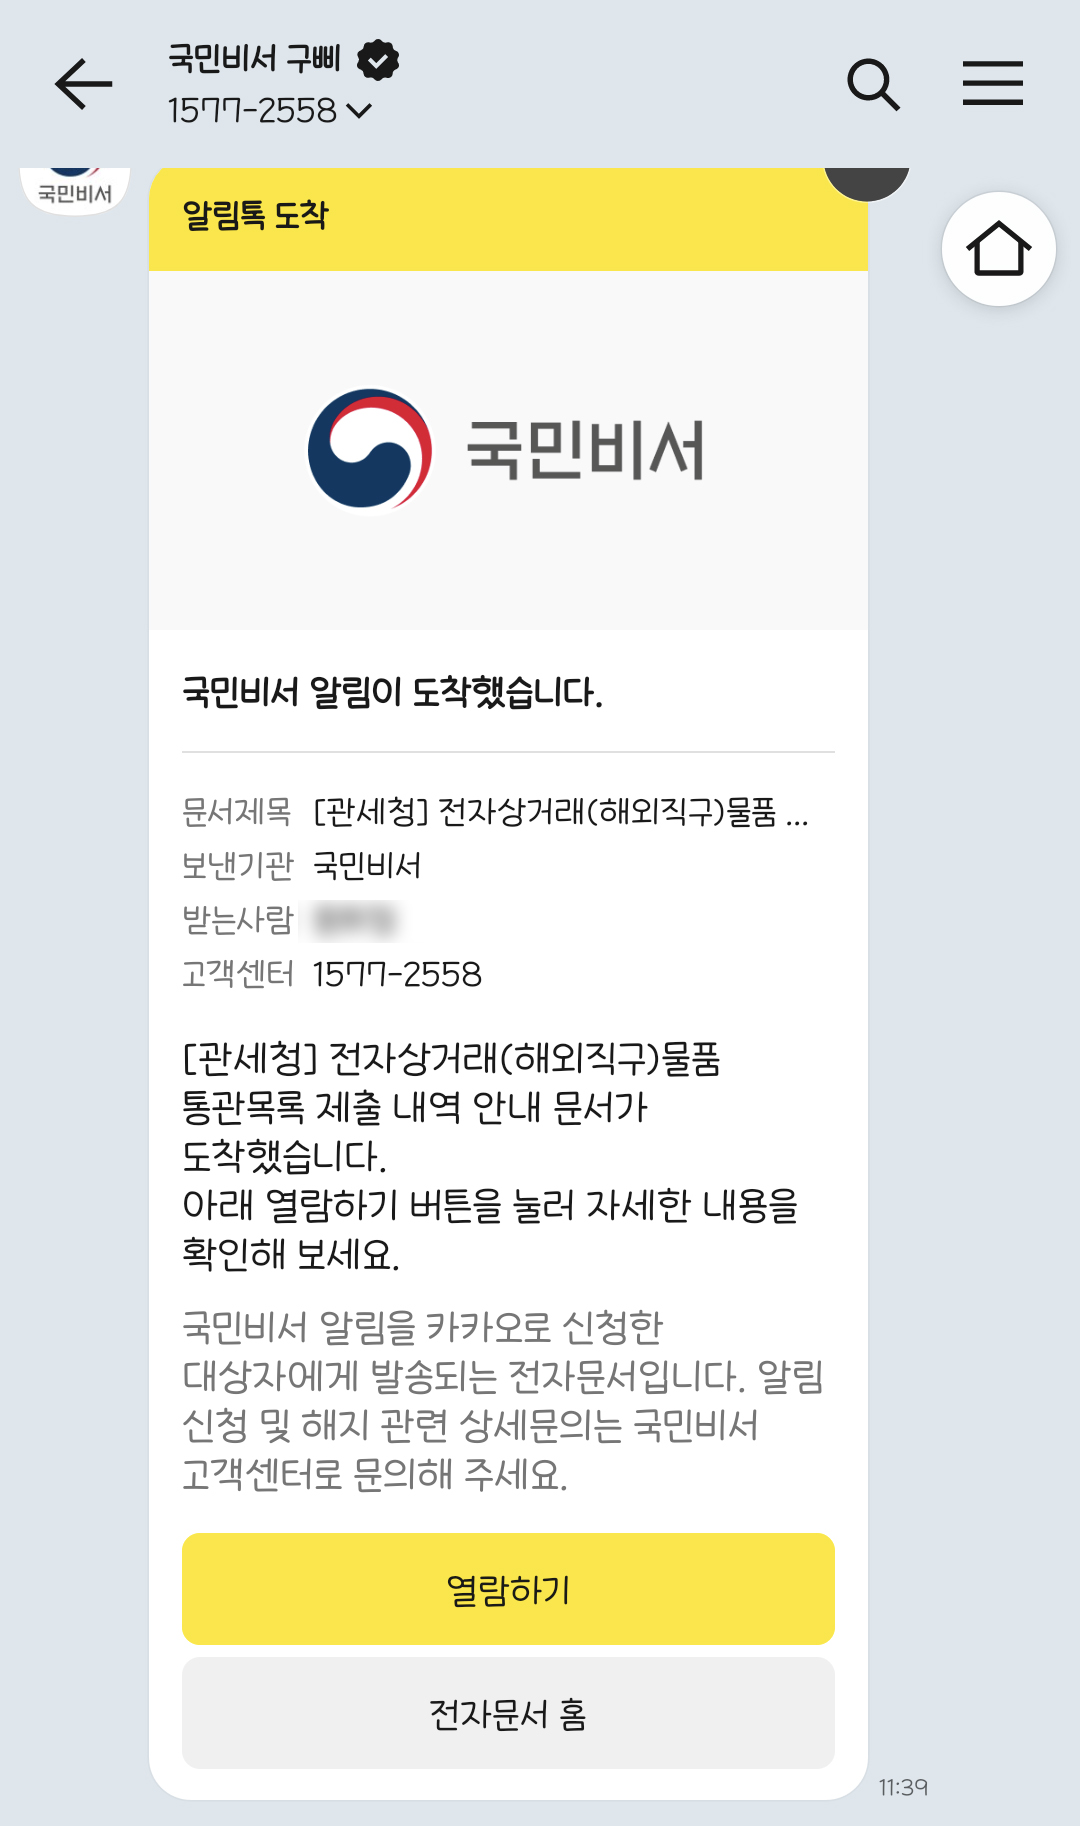 국민비서 구삐
1577-2558
국민비서
알림톡 도착
국민비서
국민비서 알림이 도착했습니다.
문서제목 [관세청] 전자상거래(해외직구)물품 ...
보낸기관 국민비서
받는사람
고객센터 1577-2558
[관세청] 전자상거래(해외직구)물품
통관목록 제출 내역 안내 문서가
도착했습니다.
아래 열람하기 버튼을 눌러 자세한 내용을
확인해 보세요.
국민비서 알림을 카카오로 신청한
대상자에게 발송되는 전자문서입니다. 알림
신청 및 해지 관련 상세문의는 국민비서
고객센터로 문의해 주세요.
열람하기
전자문서 홈
11:39